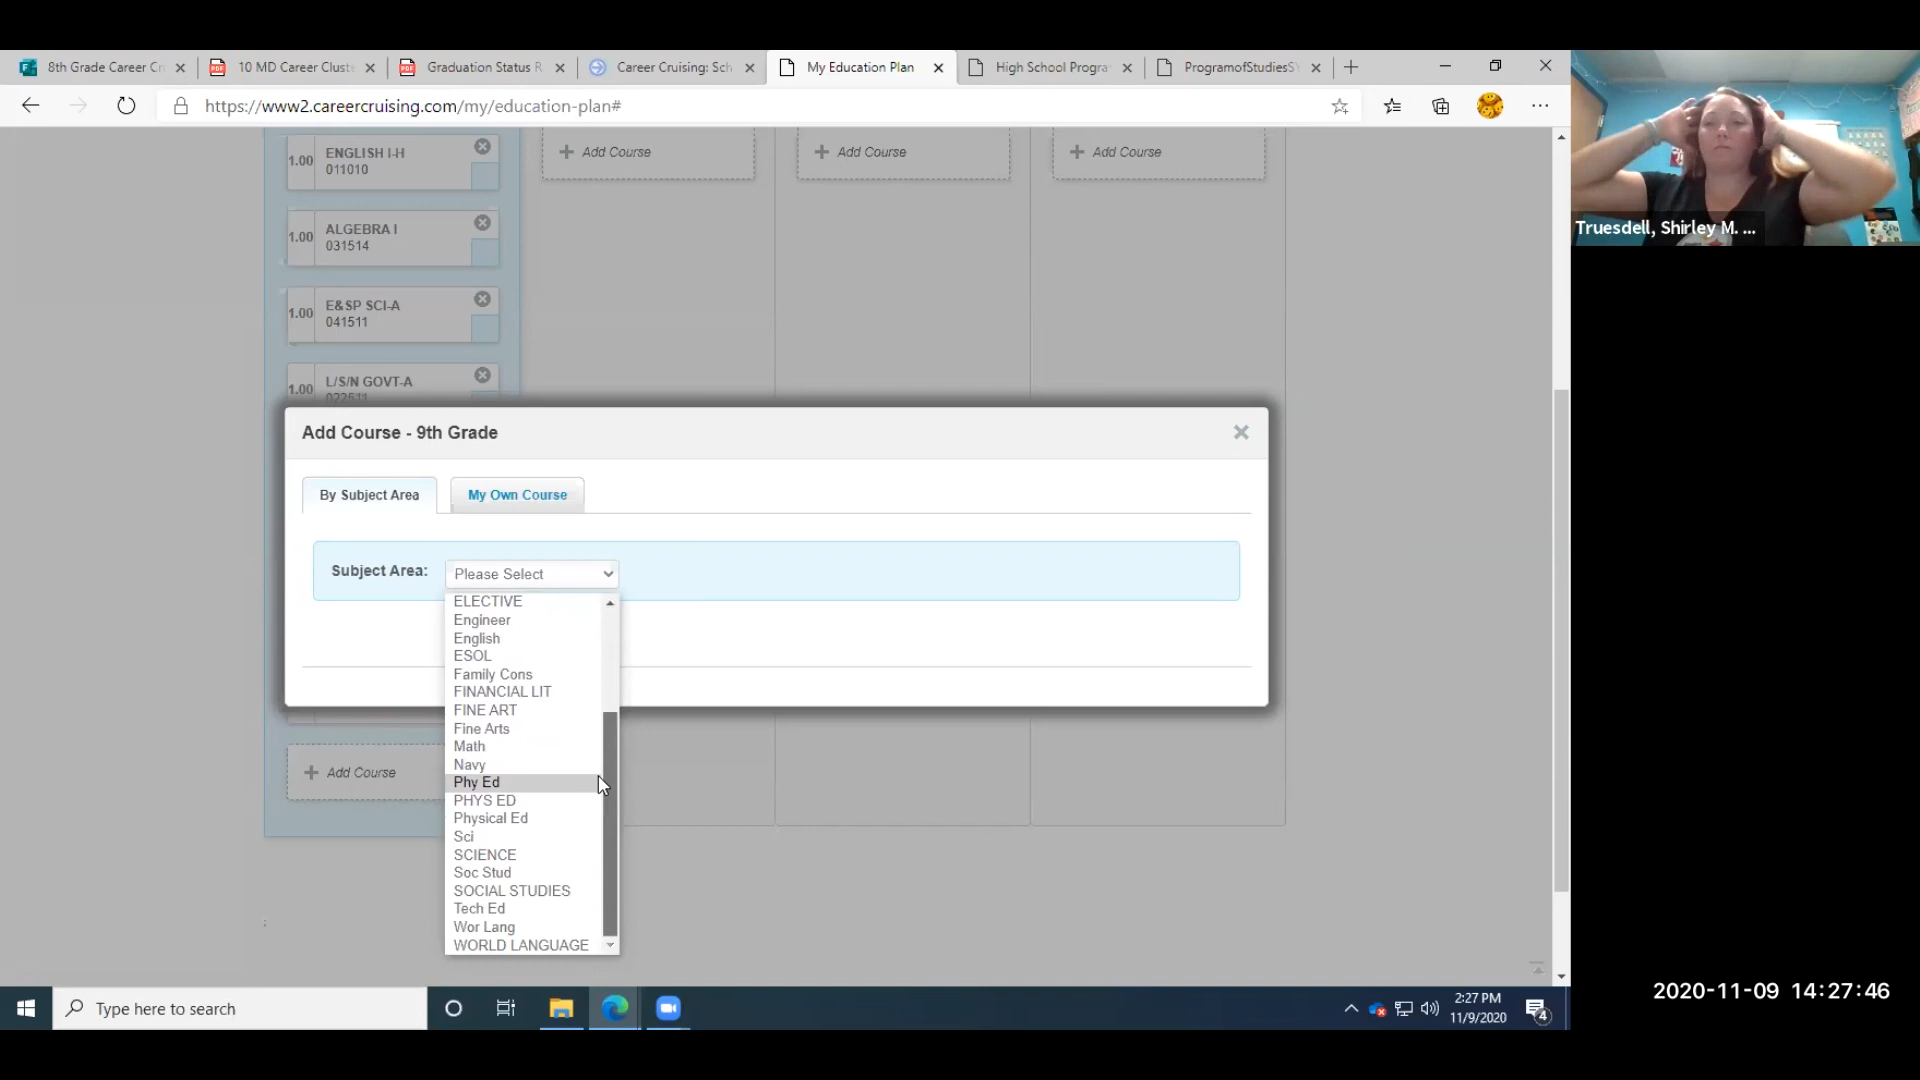 8th Grade Career Cr
10 MD Career Cluste
Graduation Status R
Career Cruising: Sch
My Education Plan
High School Progra
ProgramofStudiesSY
https://www2.careercruising.com/my/education-plan#
Truesdell, Shirley M. ...
1.00 ENGLISH I-H
011010
Add Course
Add Course
Add Course
1.00 ALGEBRA I
031514
1.00 E&SP SCI-A
041511
1.00 L/S/N GOVT-A
022511
Add Course - 9th Grade
By Subject Area
My Own Course
Subject Area: Please Select
ELECTIVE
Engineer
English
ESOL
Family Cons
FINANCIAL LIT
FINE ART
Fine Arts
Math
Navy
Phy Ed
PHYS ED
Physical Ed
Sci
SCIENCE
Soc Stud
SOCIAL STUDIES
Tech Ed
Wor Lang
WORLD LANGUAGE
Add Course
Type here to search
2:27 PM
11/9/2020
4
2020-11-09 14:27:46